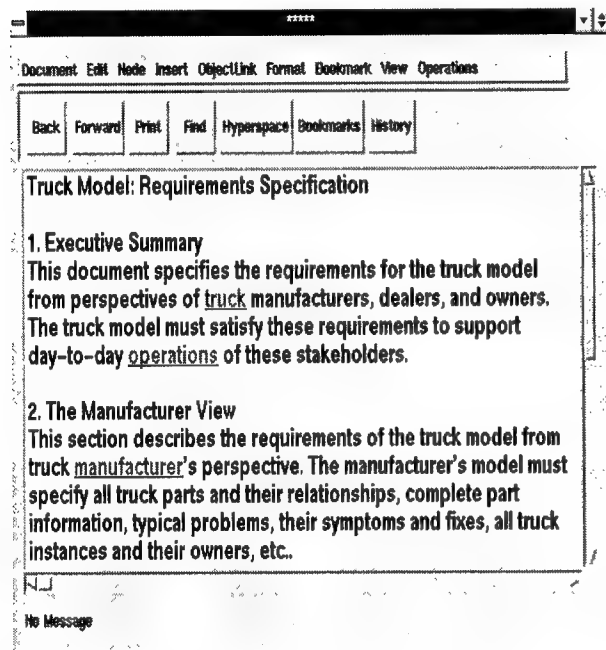 *****
Document Edit Node Insert ObjectLink Format Bookmark View Operations
Back Forward Print Find Hyperspace Bookmarks History
Truck Model: Requirements Specification
1. Executive Summary
This document specifies the requirements for the truck model
from perspectives of truck manufacturers, dealers, and owners.
The truck model must satisfy these requirements to support
day-to-day operations of these stakeholders.
2. The Manufacturer View
This section describes the requirements of the truck model from
truck manufacturer's perspective. The manufacturer's model must
specify all truck parts and their relationships, complete part
information, typical problems, their symptoms and fixes, all truck
instances and their owners, etc..
No Message